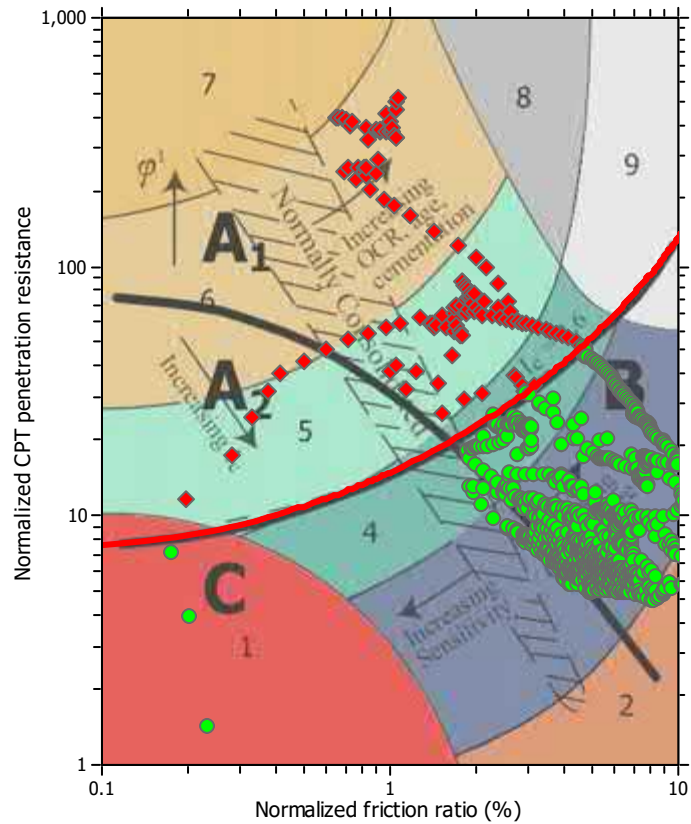 1,000
100
10
1
0.1
1
10
Normalized CPT penetration resistance
Normalized friction ratio (%)
7
8
9
φ'
A1
Normally Consolidated
Increasing
OCR, age,
cementation
6
A2
B
Increasing
5
4
C
1
Increasing
Sensitivity
2